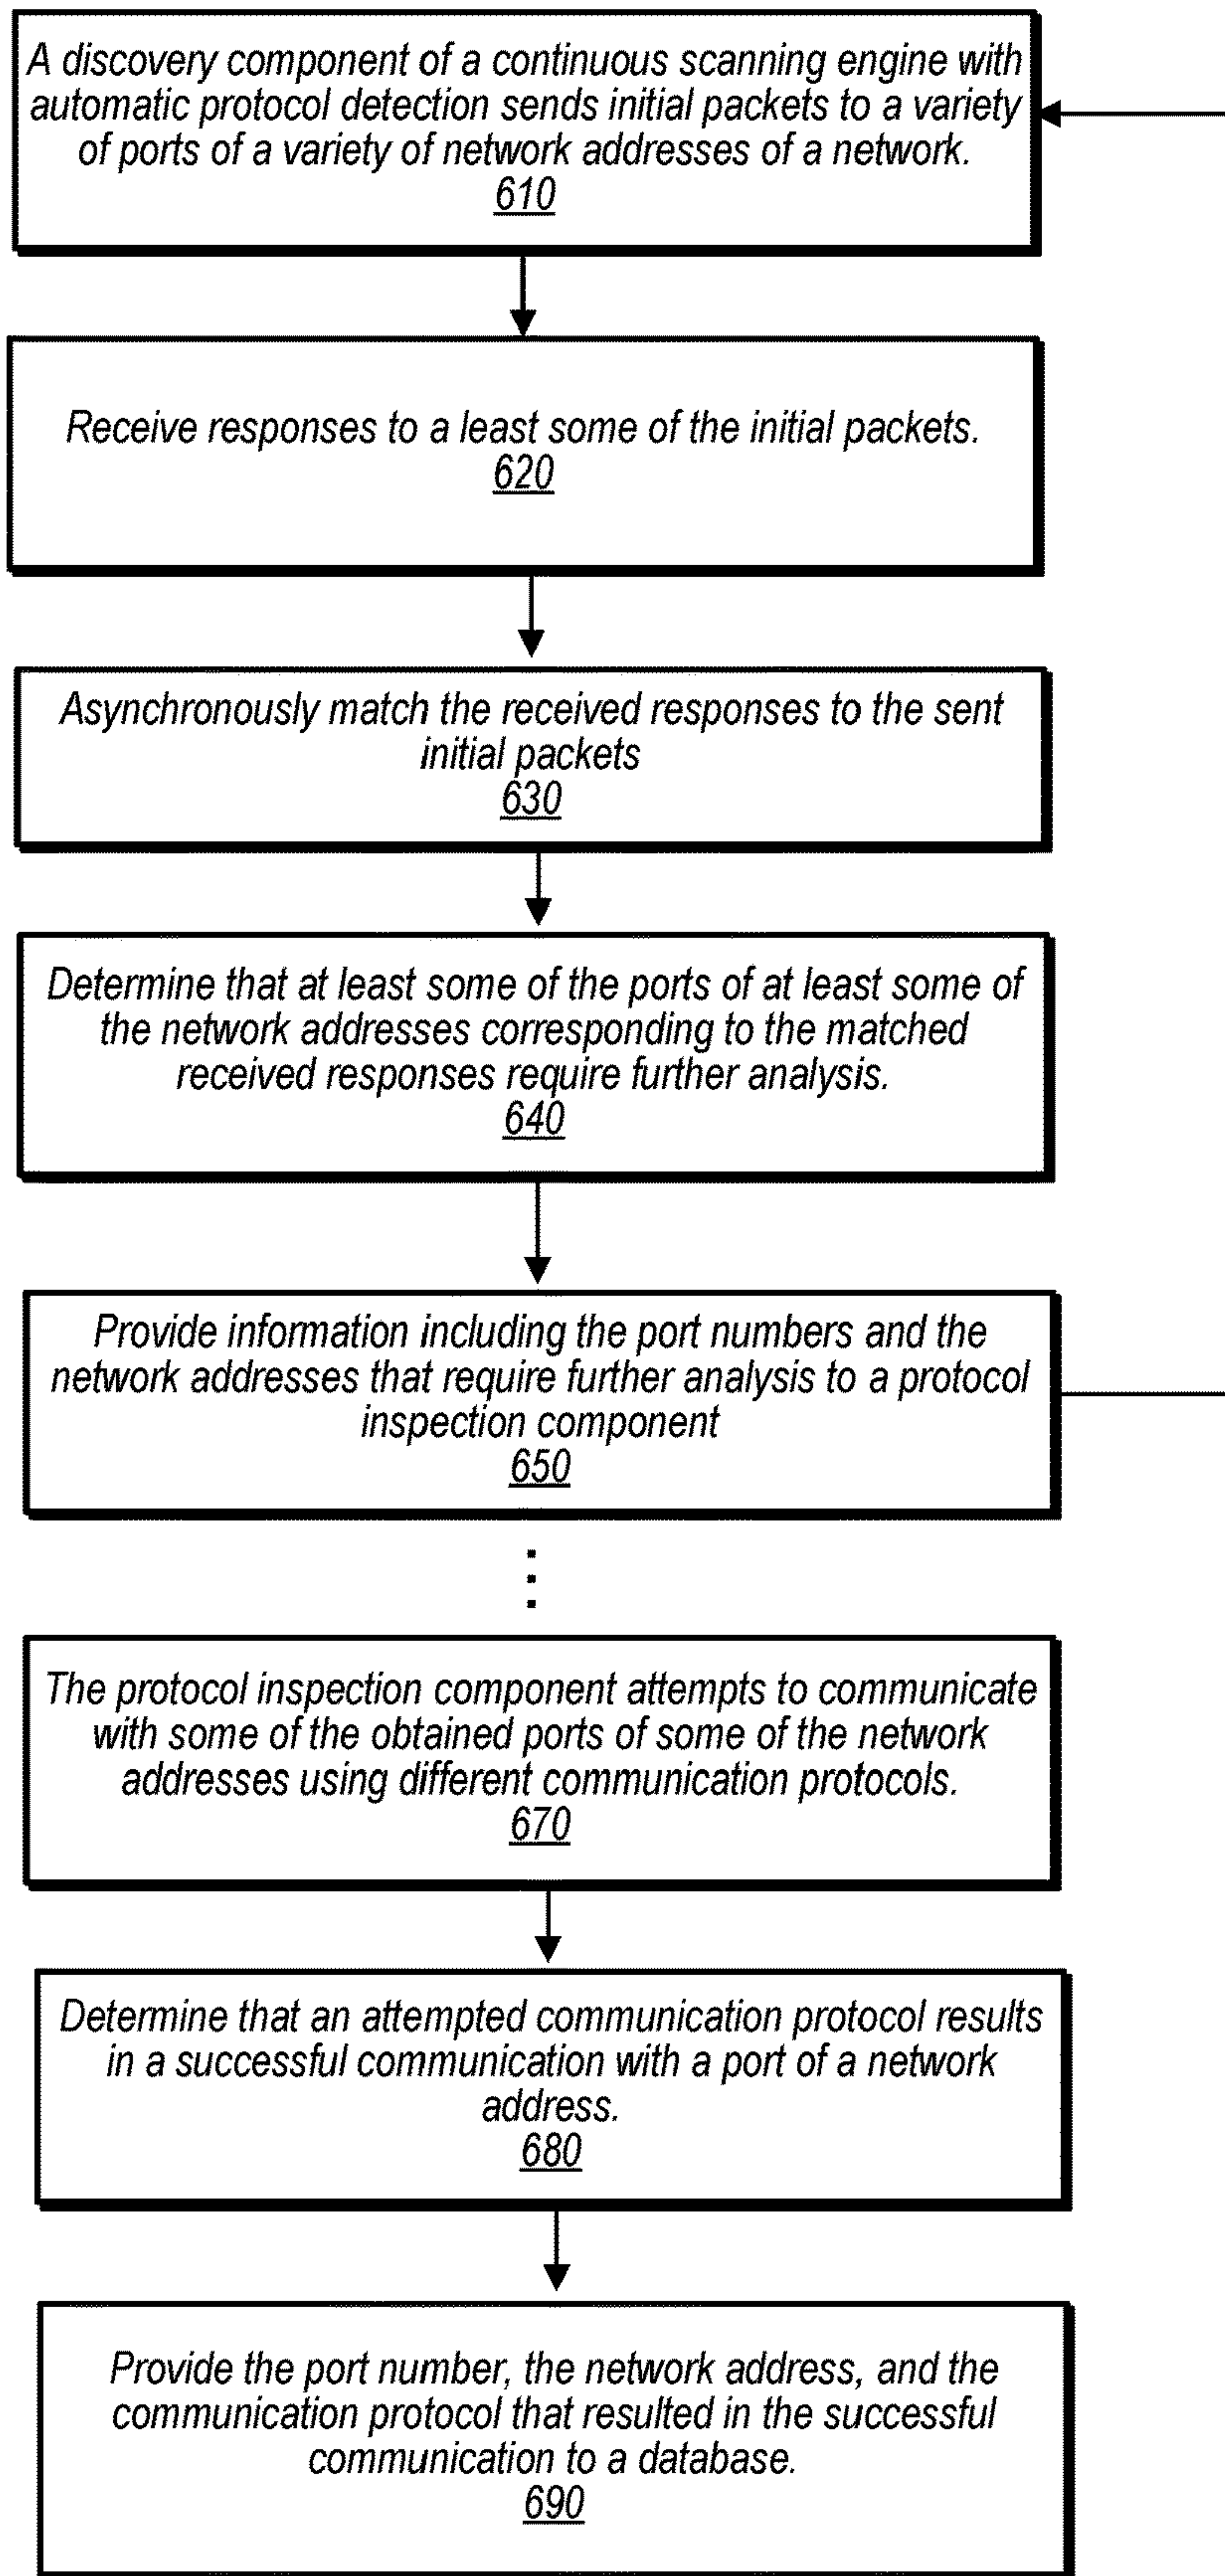 A discovery component of a continuous scanning engine with
automatic protocol detection sends initial packets to a variety
of ports of a variety of network addresses of a network.
610
Receive responses to a least some of the initial packets.
620
Asynchronously match the received responses to the sent
initial packets
630
Determine that at least some of the ports of at least some of
the network addresses corresponding to the matched
received responses require further analysis.
640
Provide information including the port numbers and the
network addresses that require further analysis to a protocol
inspection component
650
The protocol inspection component attempts to communicate
with some of the obtained ports of some of the network
addresses using different communication protocols.
670
Determine that an attempted communication protocol results
in a successful communication with a port of a network
address.
680
Provide the port number, the network address, and the
communication protocol that resulted in the successful
communication to a database.
690